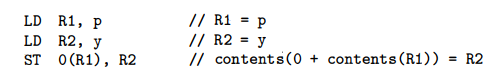 LD R1, p // R1 = p
LD R2, y // R2 = y
ST 0(R1), R2 // contents(0 + contents(R1)) = R2